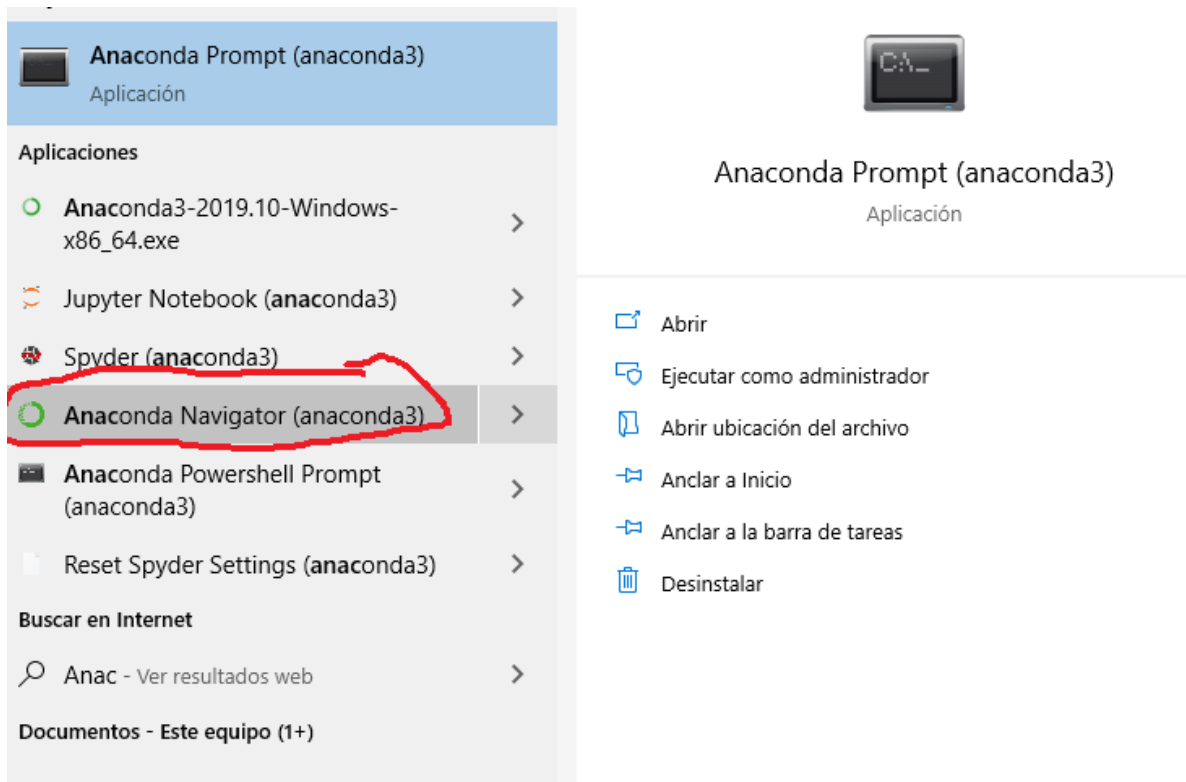 Anaconda Prompt (anaconda3)
Aplicación
Aplicaciones
Anaconda3-2019.10-Windows-
x86_64.exe
Jupyter Notebook (anaconda3)
Spyder (anaconda3)
Anaconda Navigator (anaconda3)
Anaconda Powershell Prompt
(anaconda3)
Reset Spyder Settings (anaconda3)
Buscar en Internet
Anac - Ver resultados web
Documentos - Este equipo (1+)
C:\_
Anaconda Prompt (anaconda3)
Aplicación
Abrir
Ejecutar como administrador
Abrir ubicación del archivo
Anclar a Inicio
Anclar a la barra de tareas
Desinstalar